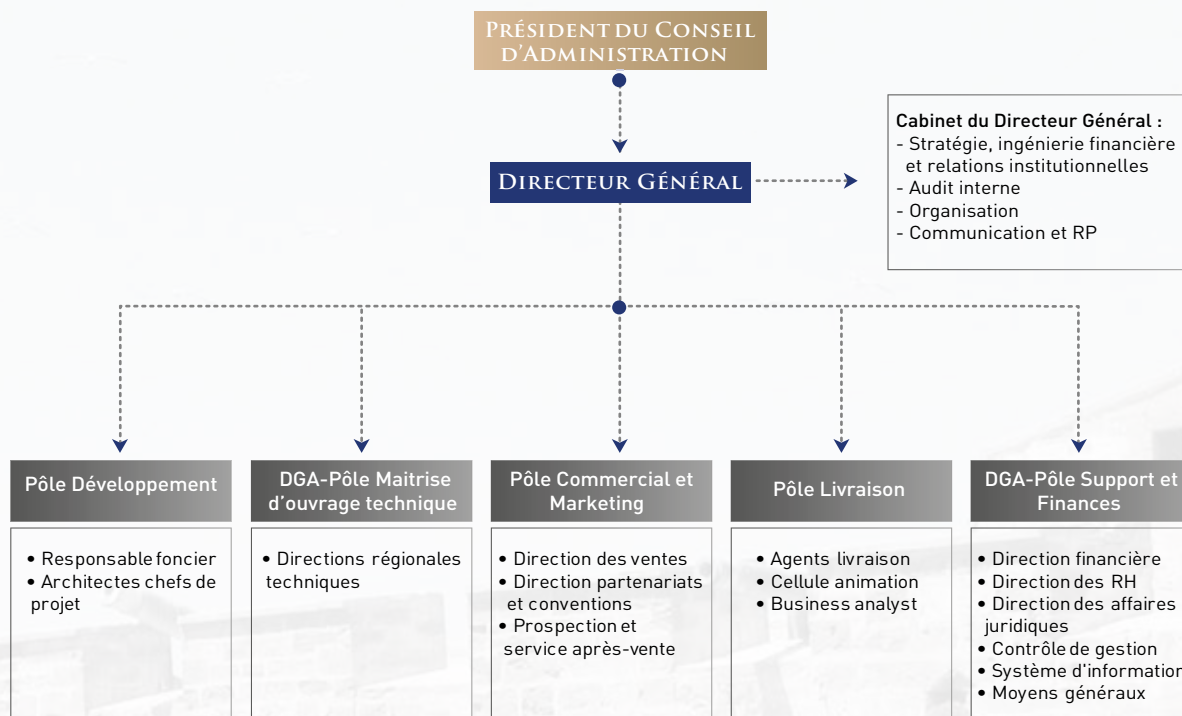 Président du Conseil
d'Administration
Directeur Général
Cabinet du Directeur Général :
- Stratégie, ingénierie financière
et relations institutionnelles
- Audit interne
- Organisation
- Communication et RP
Pôle Développement
• Responsable foncier
• Architectes chefs de
projet
DGA-Pôle Maitrise
d'ouvrage technique
• Directions régionales
techniques
Pôle Commercial et
Marketing
• Direction des ventes
• Direction partenariats
et conventions
• Prospection et
service après-vente
Pôle Livraison
• Agents livraison
• Cellule animation
• Business analyst
DGA-Pôle Support et
Finances
• Direction financière
• Direction des RH
• Direction des affaires
juridiques
• Contrôle de gestion
• Système d'information
• Moyens généraux